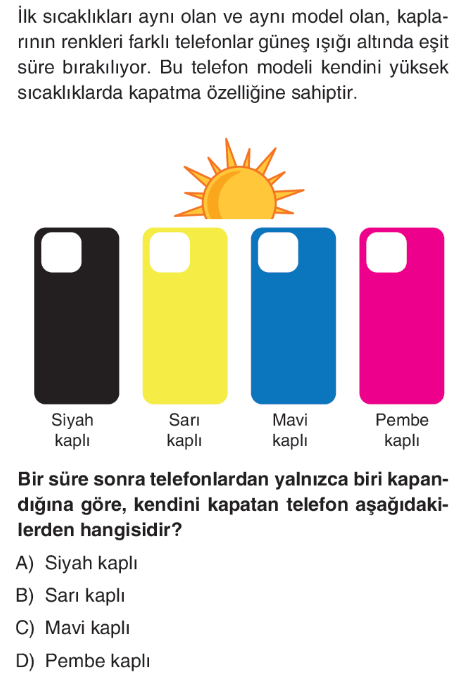 İlk sıcaklıkları aynı olan ve aynı model olan, kapla-
rının renkleri farklı telefonlar güneş ışığı altında eşit
süre bırakılıyor. Bu telefon modeli kendini yüksek
sıcaklıklarda kapatma özelliğine sahiptir.
Siyah
kaplı
Sarı
kaplı
Mavi
kaplı
Pembe
kaplı
Bir süre sonra telefonlardan yalnızca biri kapan-
dığına göre, kendini kapatan telefon aşağıdaki-
lerden hangisidir?
A) Siyah kaplı
B) Sarı kaplı
C) Mavi kaplı
D) Pembe kaplı